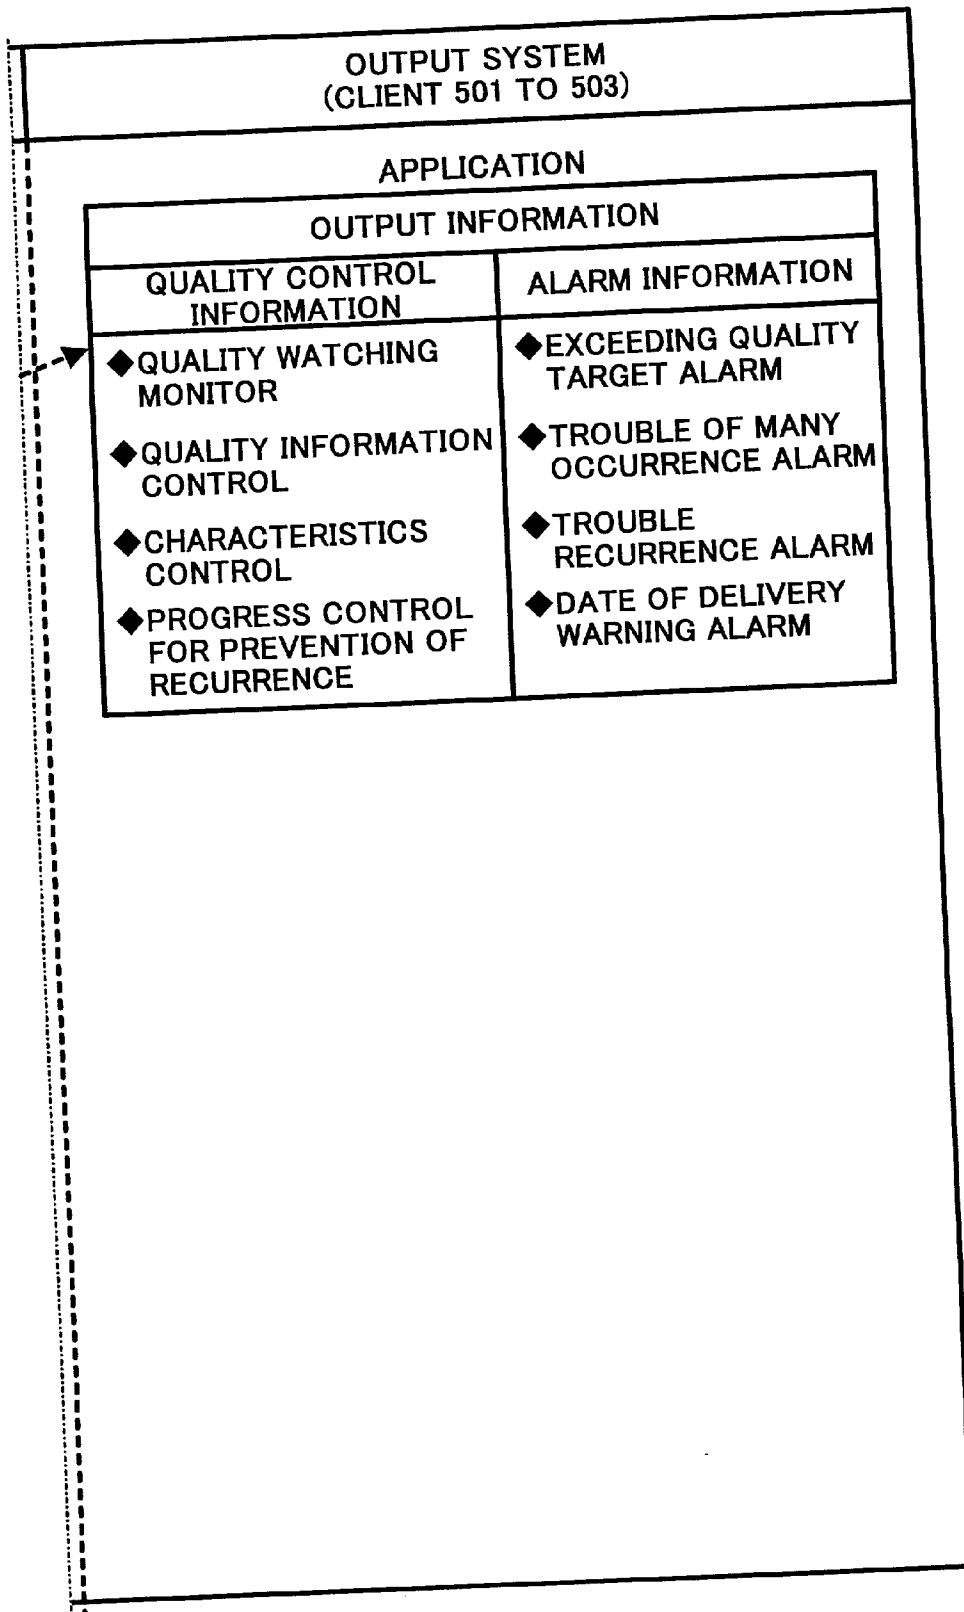 OUTPUT SYSTEM
(CLIENT 501 TO 503)
APPLICATION
OUTPUT INFORMATION
QUALITY CONTROL
INFORMATION
◆QUALITY WATCHING
MONITOR
◆QUALITY INFORMATION
CONTROL
◆CHARACTERISTICS
CONTROL
◆PROGRESS CONTROL
FOR PREVENTION OF
RECURRENCE
ALARM INFORMATION
◆EXCEEDING QUALITY
TARGET ALARM
◆TROUBLE OF MANY
OCCURRENCE ALARM
◆TROUBLE
RECURRENCE ALARM
◆DATE OF DELIVERY
WARNING ALARM